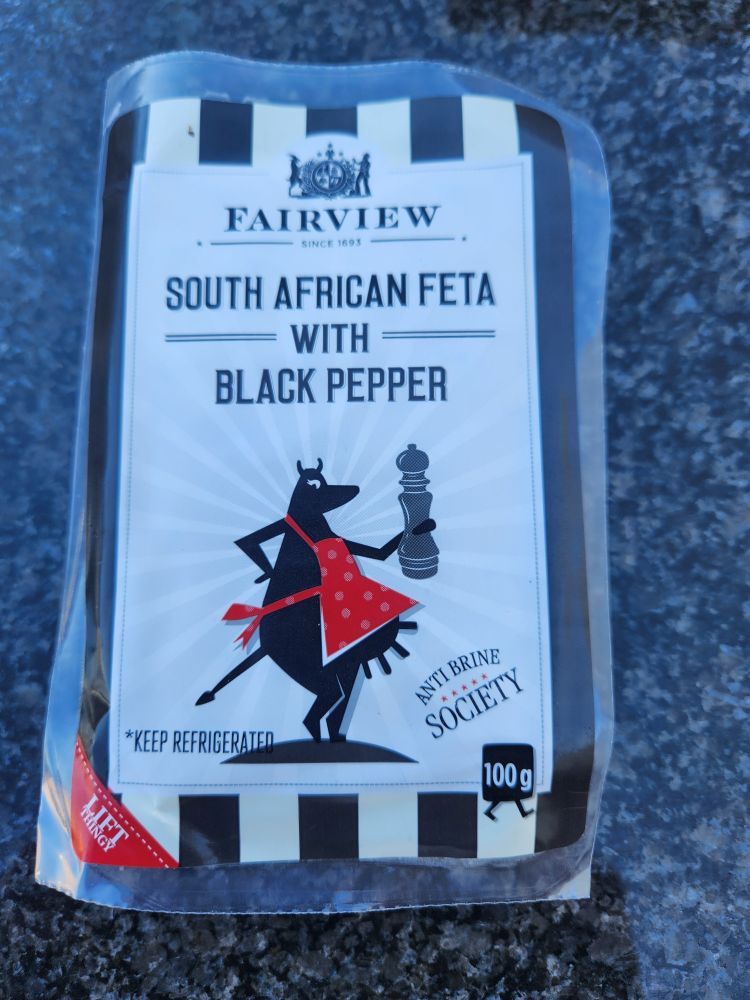 FAIRVIEW
SINCE 1693
SOUTH AFRICAN FETA
WITH
BLACK PEPPER
ANTI BRINE
SOCIETY
*KEEP REFRIGERATED
100g
LIFT
THINGY